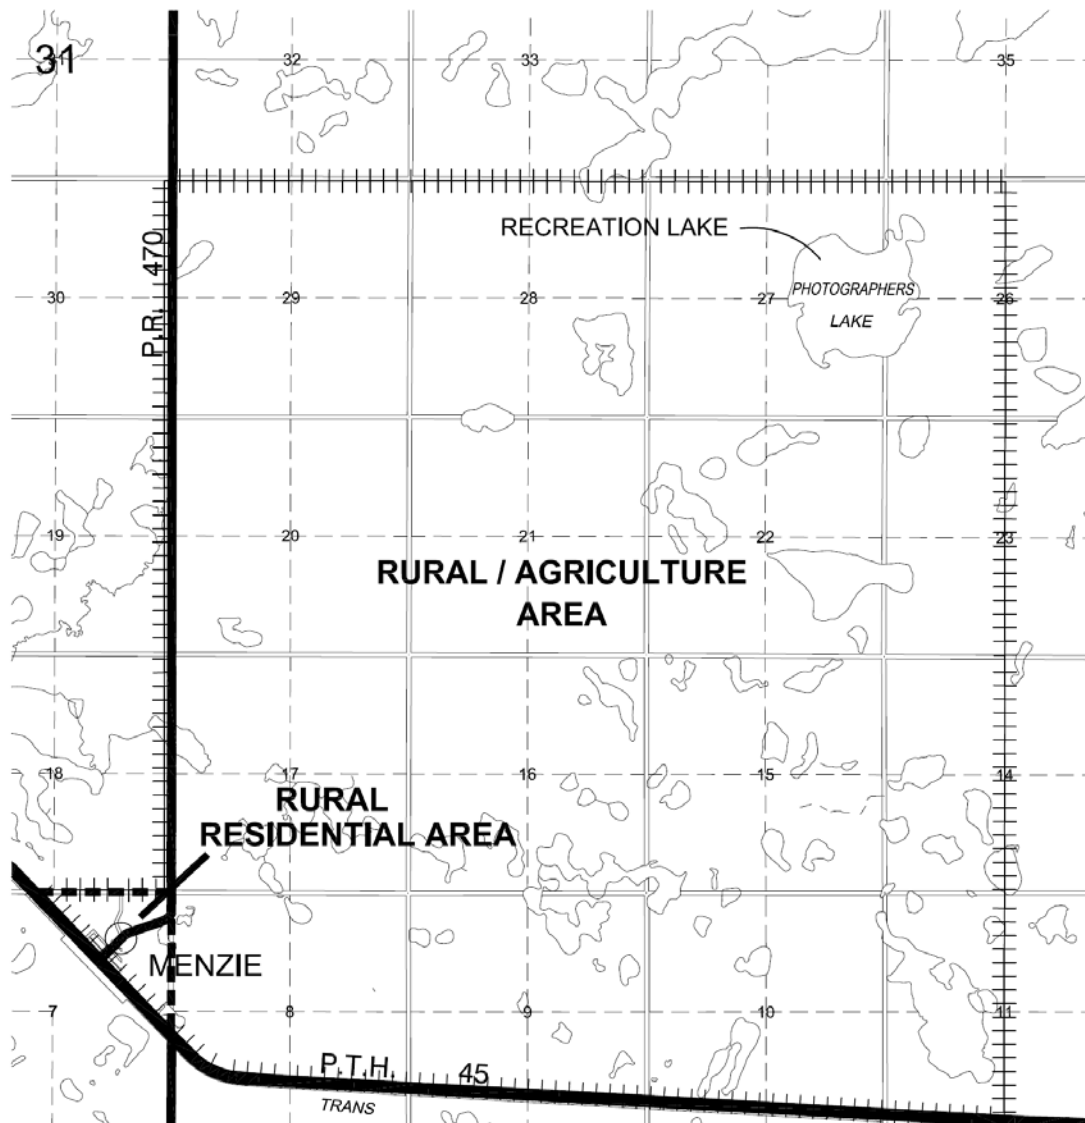 31
32
33
35
RECREATION LAKE
P.R. 470
30
29
28
27
PHOTOGRAPHERS
26
LAKE
19
20
21
22
23
RURAL / AGRICULTURE
AREA
18
17
16
15
14
RURAL
RESIDENTIAL AREA
MENZIE
7
8
9
10
11
P.T.H. 45
TRANS